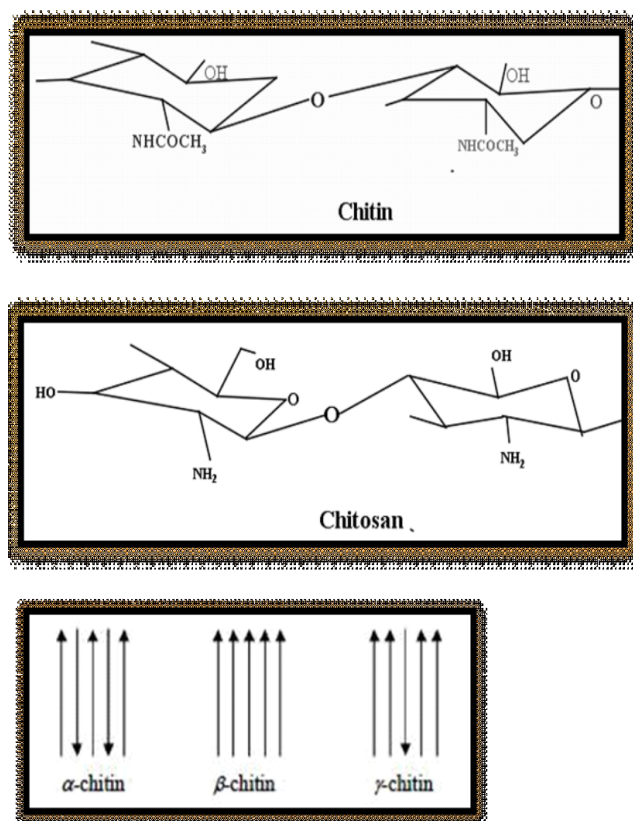 OH
OH
O
O
NHCOCH3
NHCOCH3
Chitin
OH
OH
HO
O
O
O
NH2
NH2
Chitosan
α-chitin β-chitin γ-chitin